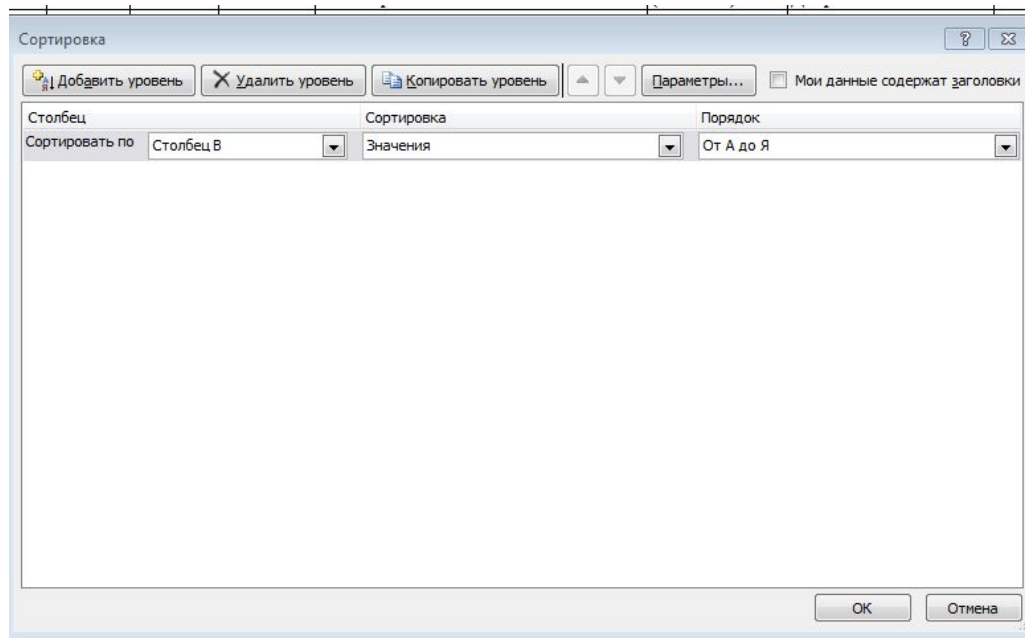 Сортировка
Добавить уровень Удалить уровень Копировать уровень Параметры... Мои данные содержат заголовки
Столбец Сортировка Порядок
Сортировать по Столбец B Значения От А до Я
ОК Отмена